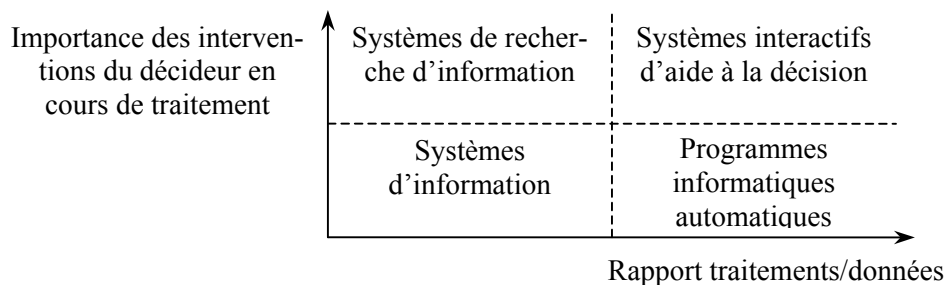 Importance des interven-
tions du décideur en
cours de traitement
Systèmes de recher-
che d'information
Systèmes interactifs
d'aide à la décision
Systèmes
d'information
Programmes
informatiques
automatiques
Rapport traitements/données